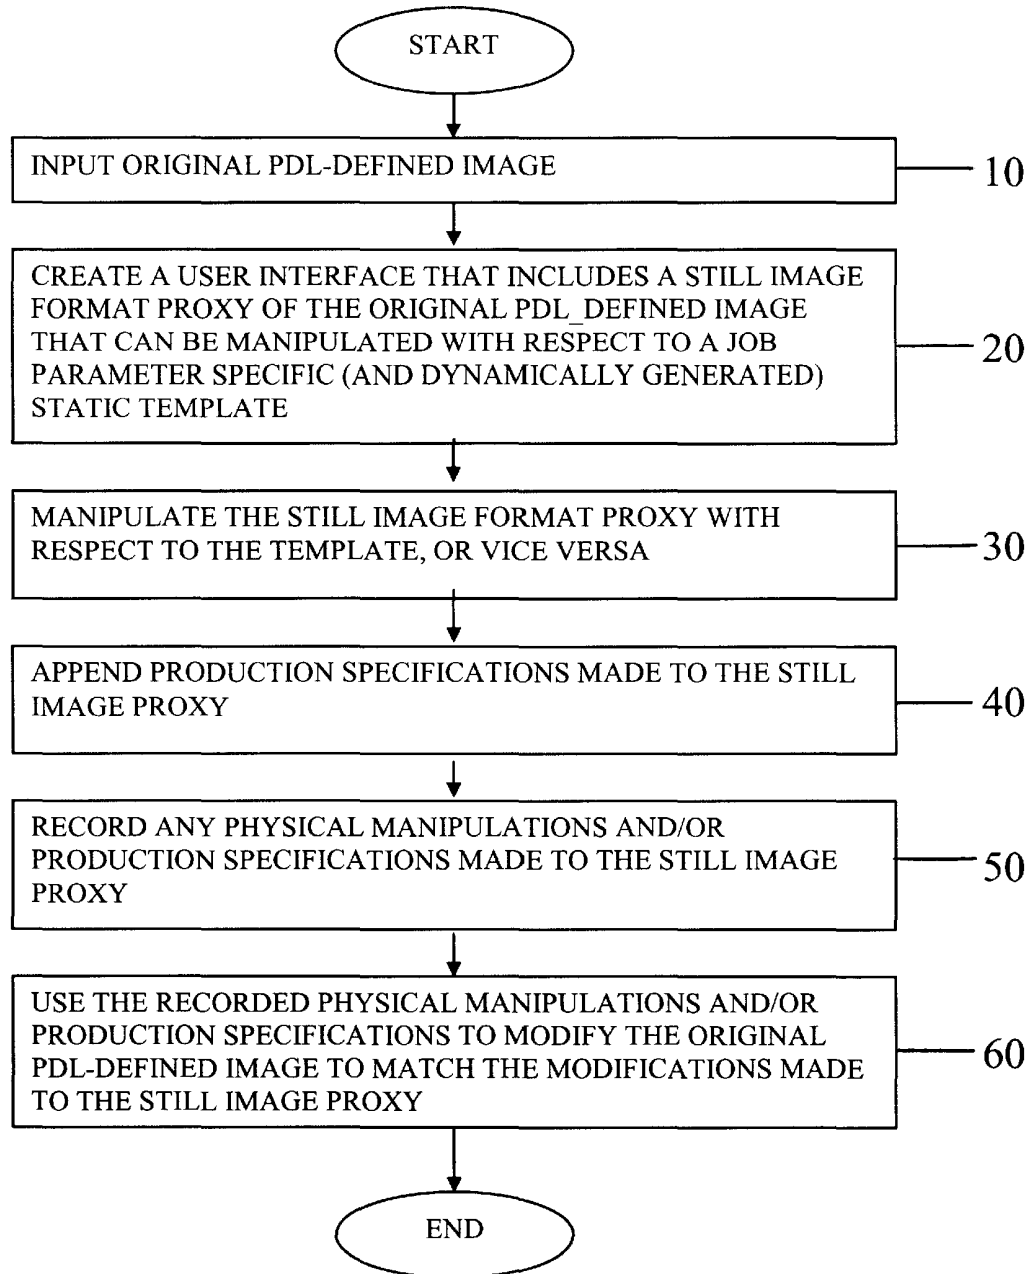 START
INPUT ORIGINAL PDL-DEFINED IMAGE
10
CREATE A USER INTERFACE THAT INCLUDES A STILL IMAGE
FORMAT PROXY OF THE ORIGINAL PDL_DEFINED IMAGE
THAT CAN BE MANIPULATED WITH RESPECT TO A JOB
PARAMETER SPECIFIC (AND DYNAMICALLY GENERATED)
STATIC TEMPLATE
20
MANIPULATE THE STILL IMAGE FORMAT PROXY WITH
RESPECT TO THE TEMPLATE, OR VICE VERSA
30
APPEND PRODUCTION SPECIFICATIONS MADE TO THE STILL
IMAGE PROXY
40
RECORD ANY PHYSICAL MANIPULATIONS AND/OR
PRODUCTION SPECIFICATIONS MADE TO THE STILL IMAGE
PROXY
50
USE THE RECORDED PHYSICAL MANIPULATIONS AND/OR
PRODUCTION SPECIFICATIONS TO MODIFY THE ORIGINAL
PDL-DEFINED IMAGE TO MATCH THE MODIFICATIONS MADE
TO THE STILL IMAGE PROXY
60
END